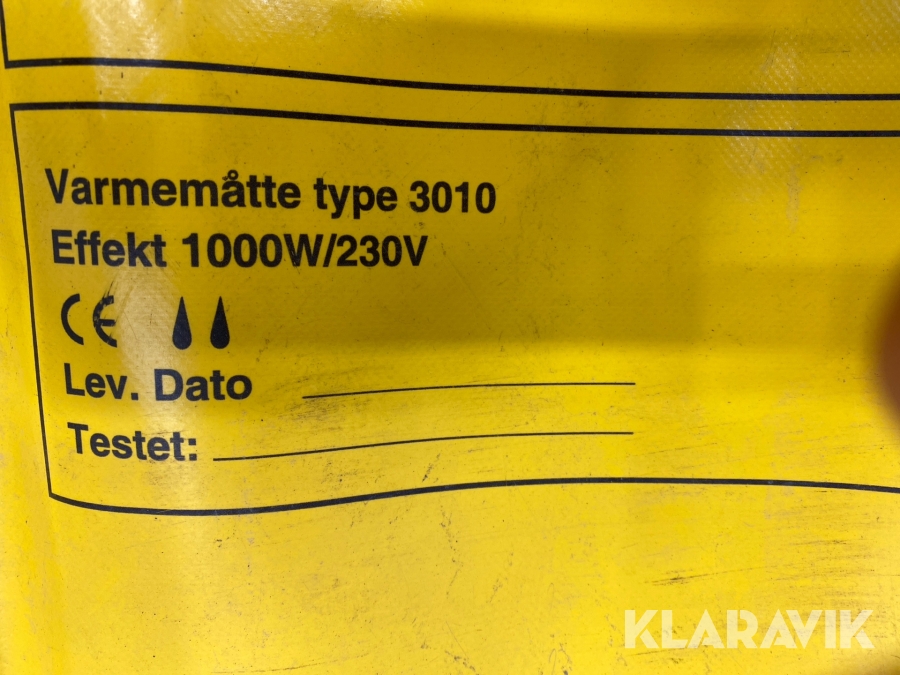 Varmemåtte type 3010
Effekt 1000W/230V
CE
Lev. Dato
Testet:
KLARAVIK